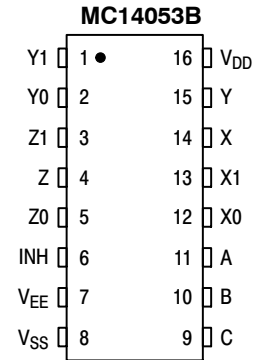 MC14053B
Y1 1 ● 16 VDD
Y0 2 15 Y
Z1 3 14 X
Z 4 13 X1
Z0 5 12 X0
INH 6 11 A
VEE 7 10 B
VSS 8 9 C